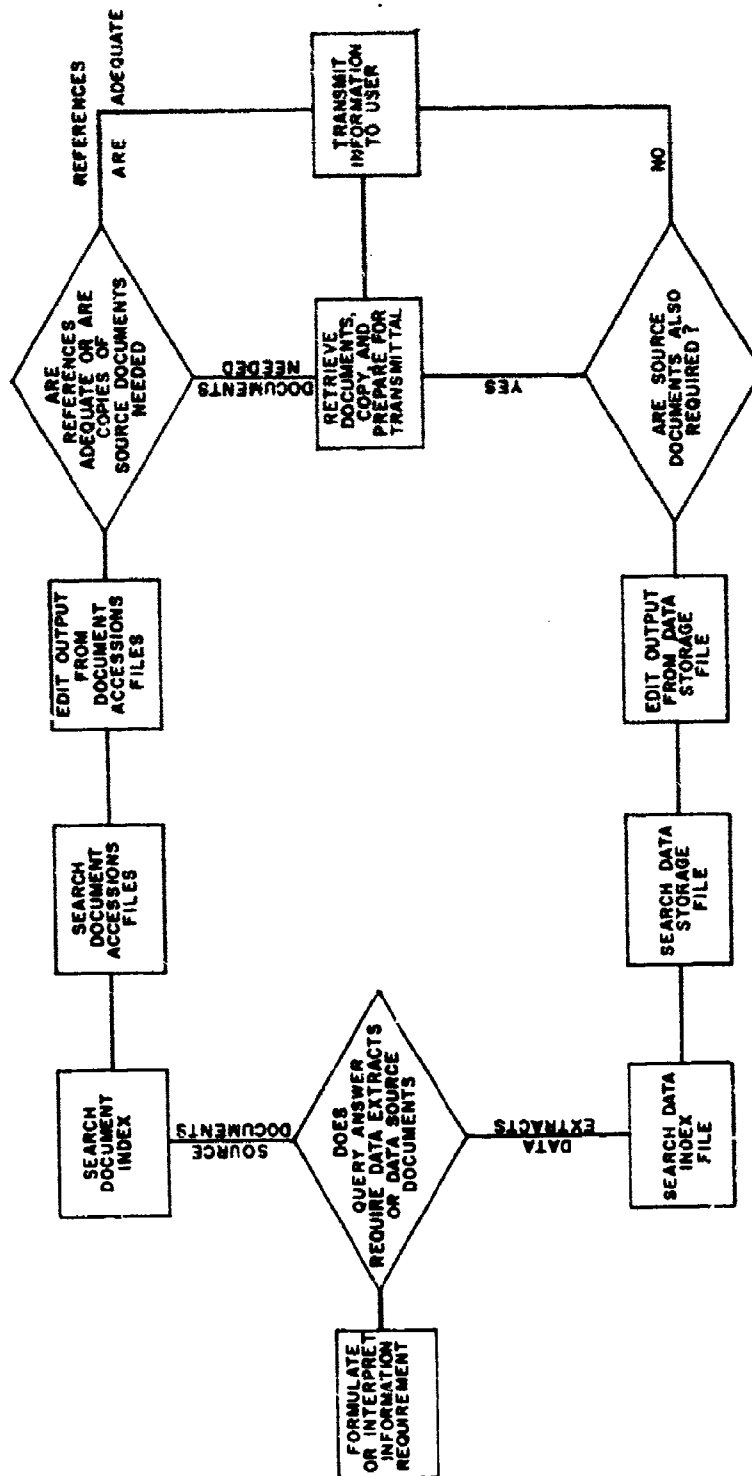 FORMULATE
OR INTERPRET
INFORMATION
REQUIREMENT
DOES
QUERY ANSWER
REQUIRE DATA EXTRACTS
OR DATA SOURCE
DOCUMENTS
SOURCE
DOCUMENTS
SEARCH
DOCUMENT
INDEX
SEARCH
DOCUMENT
ACCESSIONS
FILES
EDIT OUTPUT
FROM
DOCUMENT
ACCESSIONS
FILES
ARE
REFERENCES
ADEQUATE OR ARE
COPIES OF
SOURCE DOCUMENTS
NEEDED
REFERENCES
ARE ADEQUATE
DOCUMENTS
NEEDED
RETRIEVE
DOCUMENTS,
COPY AND
PREPARE FOR
TRANSMITTAL
TRANSMIT
INFORMATION
TO USER
DATA
EXTRACTS
SEARCH DATA
INDEX
FILE
SEARCH DATA
STORAGE
FILE
EDIT OUTPUT
FROM DATA
STORAGE
FILE
ARE SOURCE
DOCUMENTS ALSO
REQUIRED?
YES
NO